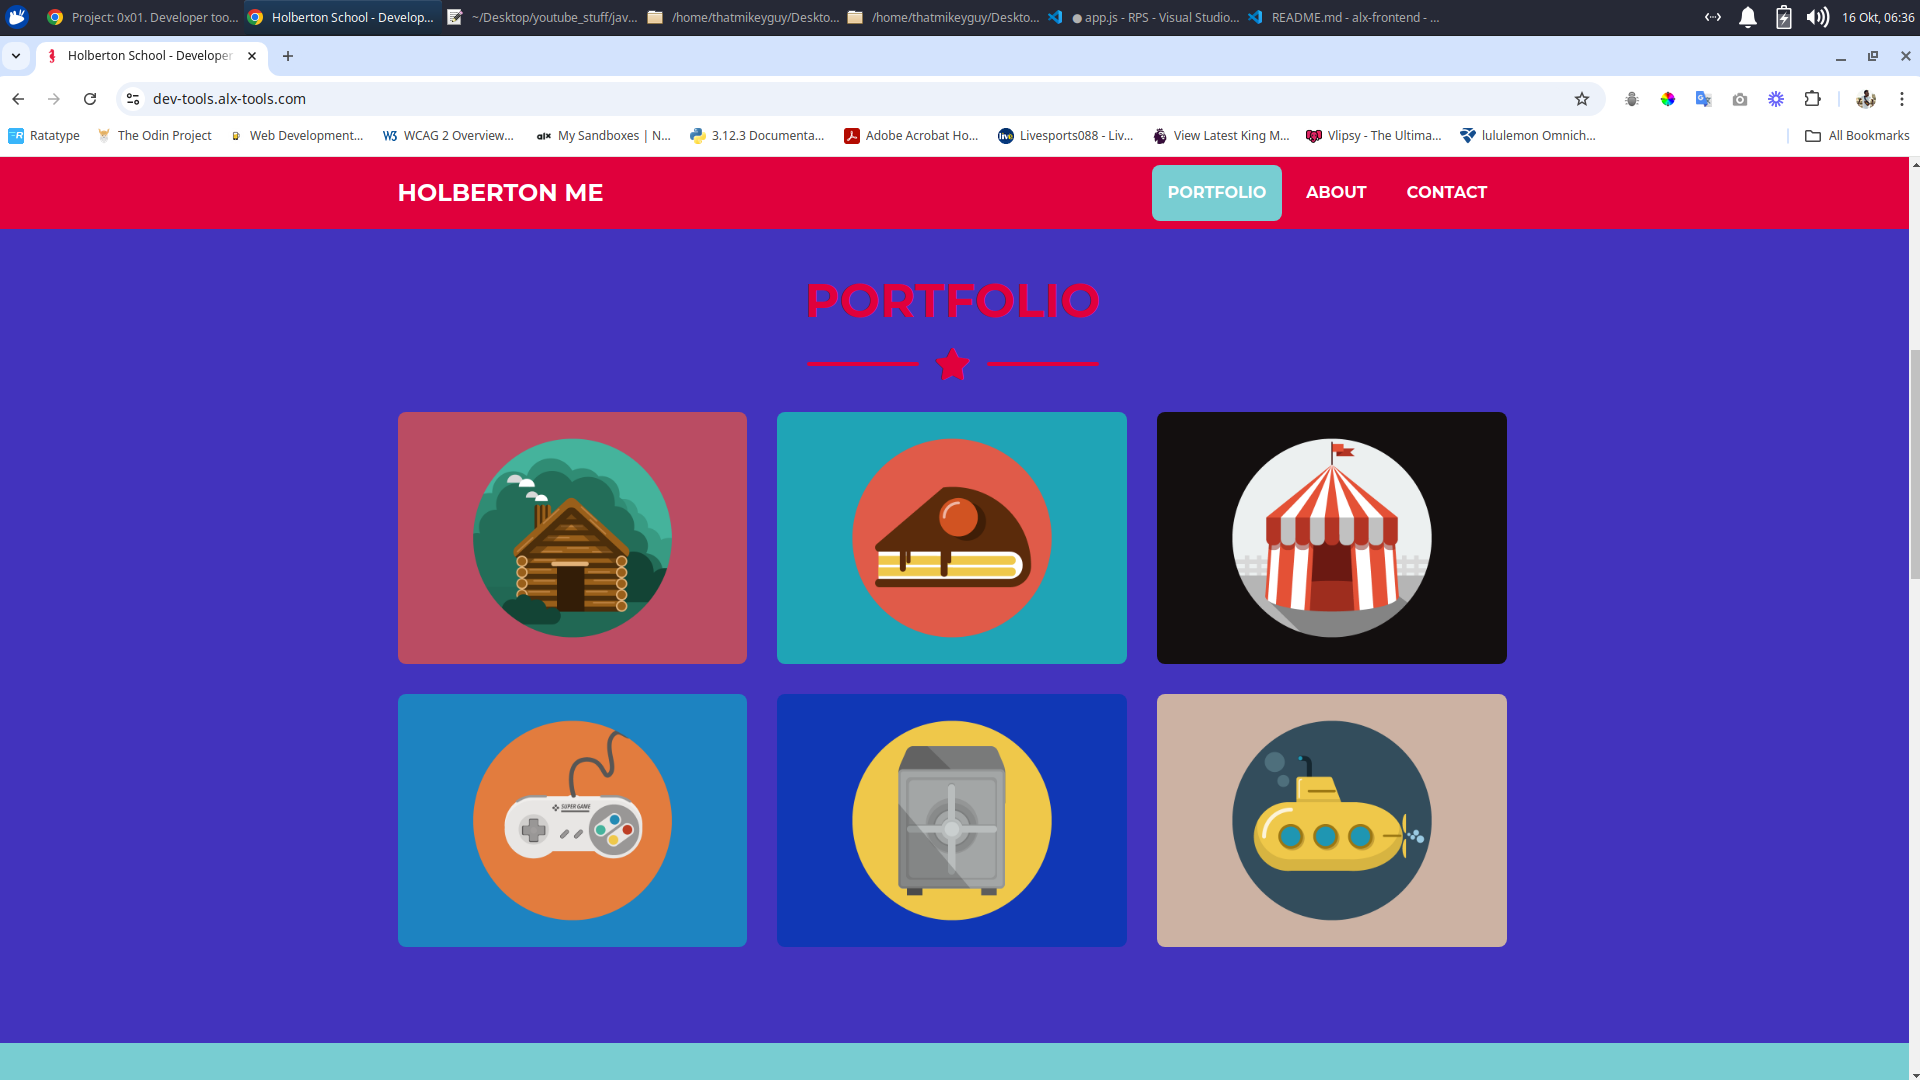 Project: 0x01. Developer too...
Holberton School - Develop...
~/Desktop/youtube_stuff/jav...
/home/thatmikeyguy/Deskto...
/home/thatmikeyguy/Deskto...
● app.js - RPS - Visual Studio...
README.md - alx-frontend - ...
16 Okt, 06:36
Holberton School - Developer
dev-tools.alx-tools.com
Ratatype
The Odin Project
Web Development...
W3 WCAG 2 Overview...
alx My Sandboxes | N...
3.12.3 Documenta...
Adobe Acrobat Ho...
live Livesports088 - Liv...
View Latest King M...
Vlipsy - The Ultima...
lululemon Omnich...
All Bookmarks
HOLBERTON ME
PORTFOLIO
ABOUT
CONTACT
PORTFOLIO
SUPER GAME